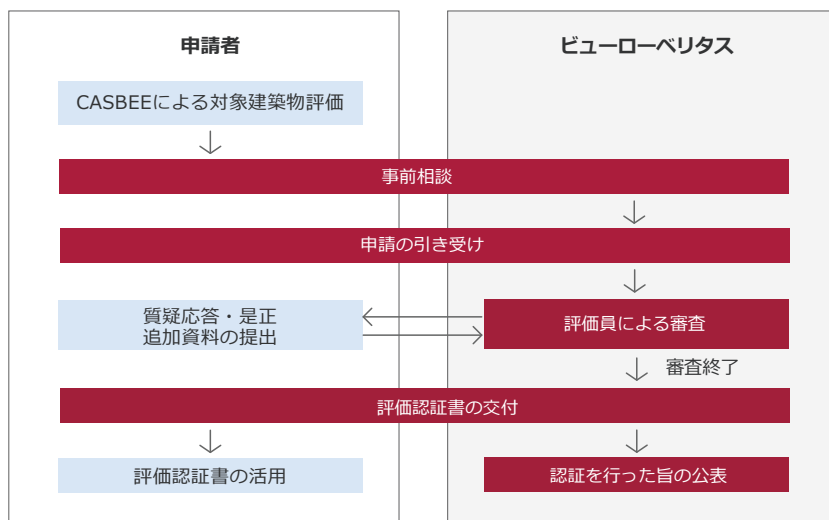 申請者
ビューローベリタス
CASBEEによる対象建築物評価
事前相談
申請の引き受け
質疑応答・是正
追加資料の提出
評価員による審査
審査終了
評価認証書の交付
評価認証書の活用
認証を行った旨の公表